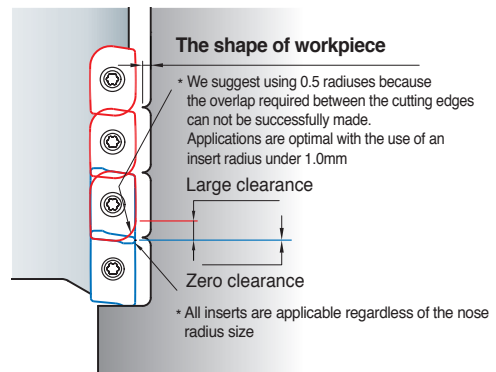 The shape of workpiece
* We suggest using 0.5 radiuses because
the overlap required between the cutting edges
can not be successfully made.
Applications are optimal with the use of an
insert radius under 1.0mm
Large clearance
Zero clearance
* All inserts are applicable regardless of the nose
radius size